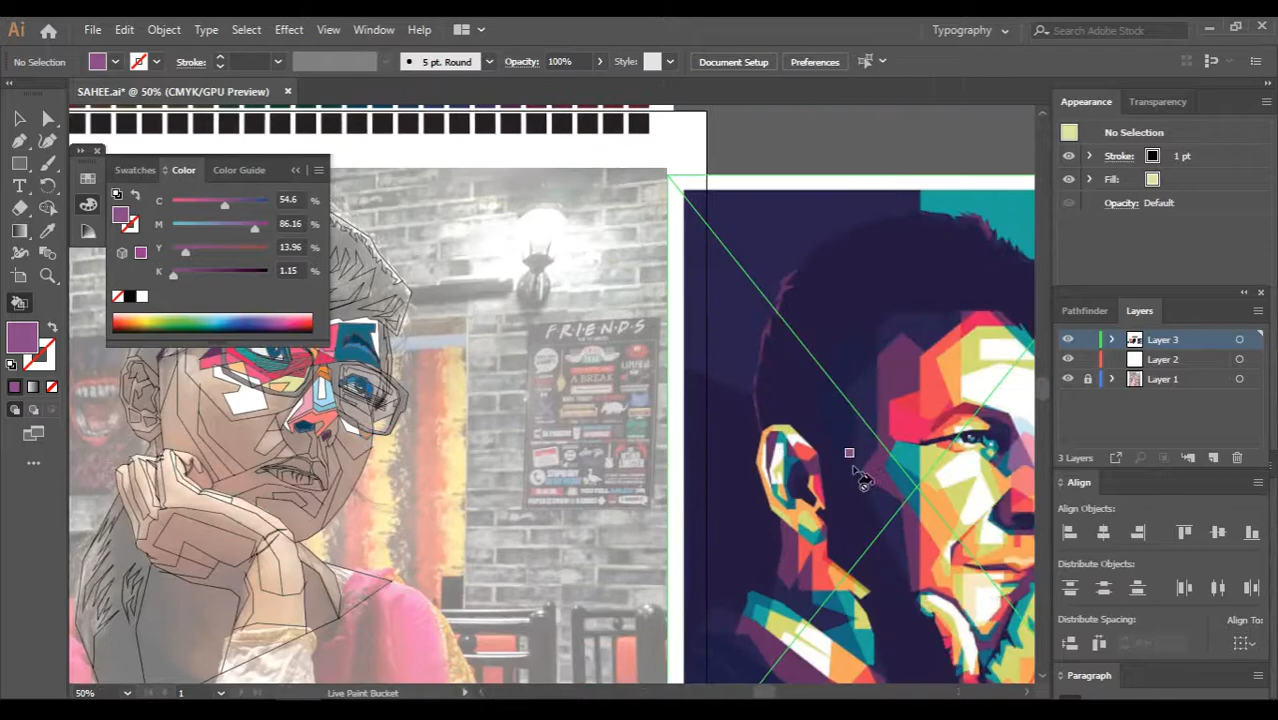 Ai File Edit Object Type Select Effect View Window Help Typography Search Adobe Stock
No Selection Stroke: 5 pt. Round Opacity: 100% Style: Document Setup Preferences
SAHEE.ai* @ 50% (CMYK/GPU Preview)
Appearance Transparency
No Selection
Stroke: 1 pt
Fill:
Opacity: Default
Swatches Color Color Guide
C 54.6 %
M 86.16 %
Y 13.96 %
K 1.15 %
Pathfinder Layers
Layer 3
Layer 2
Layer 1
3 Layers
FRIENDS
A BREAK
Align
Align Objects:
Distribute Objects:
Distribute Spacing: Align To:
Paragraph
50% 1 Live Paint Bucket